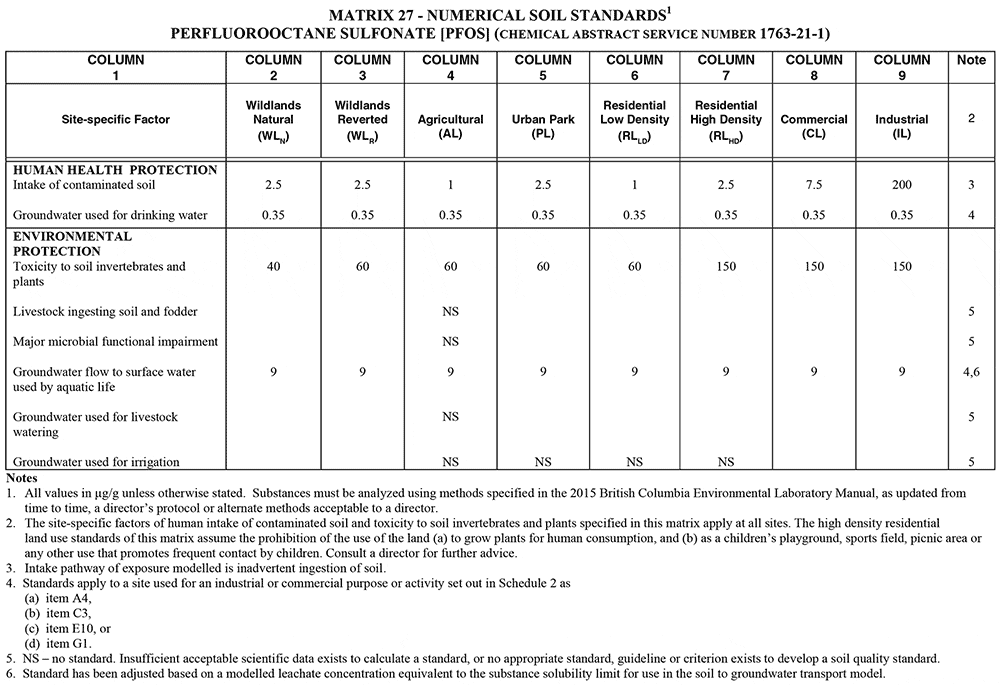 MATRIX 27 - NUMERICAL SOIL STANDARDS1
PERFLUOROOCTANE SULFONATE [PFOS] (CHEMICAL ABSTRACT SERVICE NUMBER 1763-21-1)
COLUMN 1 COLUMN 2 COLUMN 3 COLUMN 4 COLUMN 5 COLUMN 6 COLUMN 7 COLUMN 8 COLUMN 9 Note
Site-specific Factor Wildlands Natural (WLN) Wildlands Reverted (WLR) Agricultural (AL) Urban Park (PL) Residential Low Density (RLLD) Residential High Density (RLHD) Commercial (CL) Industrial (IL) 2
HUMAN HEALTH PROTECTION
Intake of contaminated soil 2.5 2.5 1 2.5 1 2.5 7.5 200 3
Groundwater used for drinking water 0.35 0.35 0.35 0.35 0.35 0.35 0.35 0.35 4
ENVIRONMENTAL
PROTECTION
Toxicity to soil invertebrates and 40 60 60 60 60 150 150 150
plants
Livestock ingesting soil and fodder NS 5
Major microbial functional impairment NS 5
Groundwater flow to surface water 9 9 9 9 9 9 9 9 4,6
used by aquatic life
Groundwater used for livestock NS 5
watering
Groundwater used for irrigation NS NS NS NS 5
Notes
1. All values in µg/g unless otherwise stated. Substances must be analyzed using methods specified in the 2015 British Columbia Environmental Laboratory Manual, as updated from
time to time, a director's protocol or alternate methods acceptable to a director.
2. The site-specific factors of human intake of contaminated soil and toxicity to soil invertebrates and plants specified in this matrix apply at all sites. The high density residential
land use standards of this matrix assume the prohibition of the use of the land (a) to grow plants for human consumption, and (b) as a children's playground, sports field, picnic area or
any other use that promotes frequent contact by children. Consult a director for further advice.
3. Intake pathway of exposure modelled is inadvertent ingestion of soil.
4. Standards apply to a site used for an industrial or commercial purpose or activity set out in Schedule 2 as
(a) item A4,
(b) item C3,
(c) item E10, or
(d) item G1.
5. NS – no standard. Insufficient acceptable scientific data exists to calculate a standard, or no appropriate standard, guideline or criterion exists to develop a soil quality standard.
6. Standard has been adjusted based on a modelled leachate concentration equivalent to the substance solubility limit for use in the soil to groundwater transport model.